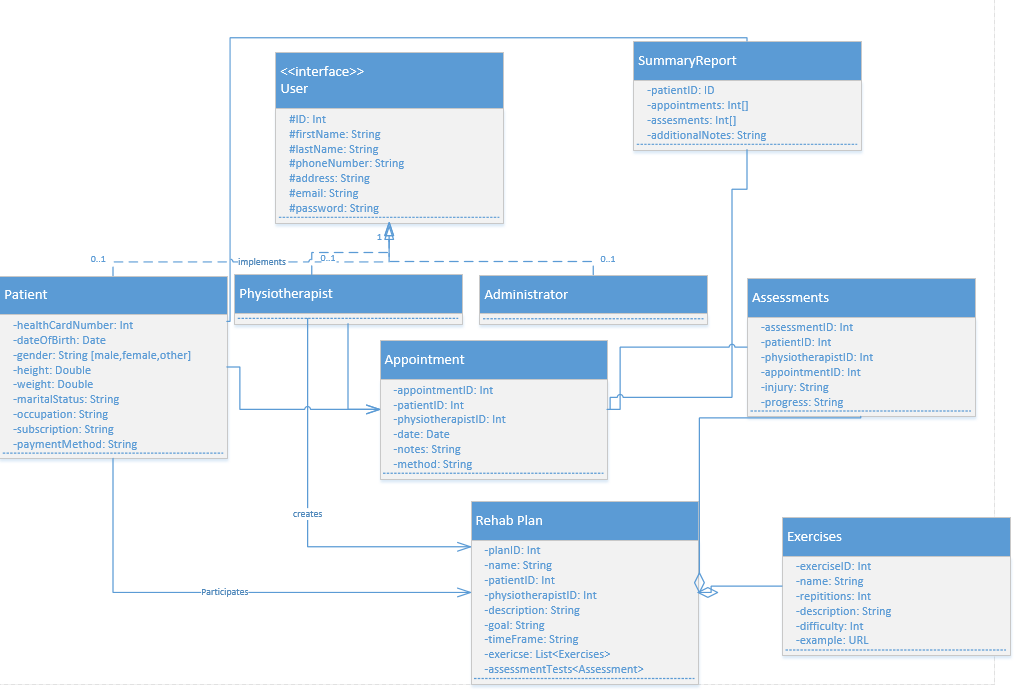 <<interface>>
User
#ID: Int
#firstName: String
#lastName: String
#phoneNumber: String
#address: String
#email: String
#password: String
SummaryReport
-patientID: ID
-appointments: Int[]
-assesments: Int[]
-additionalNotes: String
1
0..1
implements
0..1
0..1
Patient
-healthCardNumber: Int
-dateOfBirth: Date
-gender: String [male,female,other]
-height: Double
-weight: Double
-maritalStatus: String
-occupation: String
-subscription: String
-paymentMethod: String
Physiotherapist
Administrator
Assessments
-assessmentID: Int
-patientID: Int
-physiotherapistID: Int
-appointmentID: Int
-injury: String
-progress: String
Appointment
-appointmentID: Int
-patientID: Int
-physiotherapistID: Int
-date: Date
-notes: String
-method: String
creates
Participates
Rehab Plan
-planID: Int
-name: String
-patientID: Int
-physiotherapistID: Int
-description: String
-goal: String
-timeFrame: String
-exericse: List<Exercises>
-assessmentTests<Assessment>
Exercises
-exerciseID: Int
-name: String
-repititions: Int
-description: String
-difficulty: Int
-example: URL